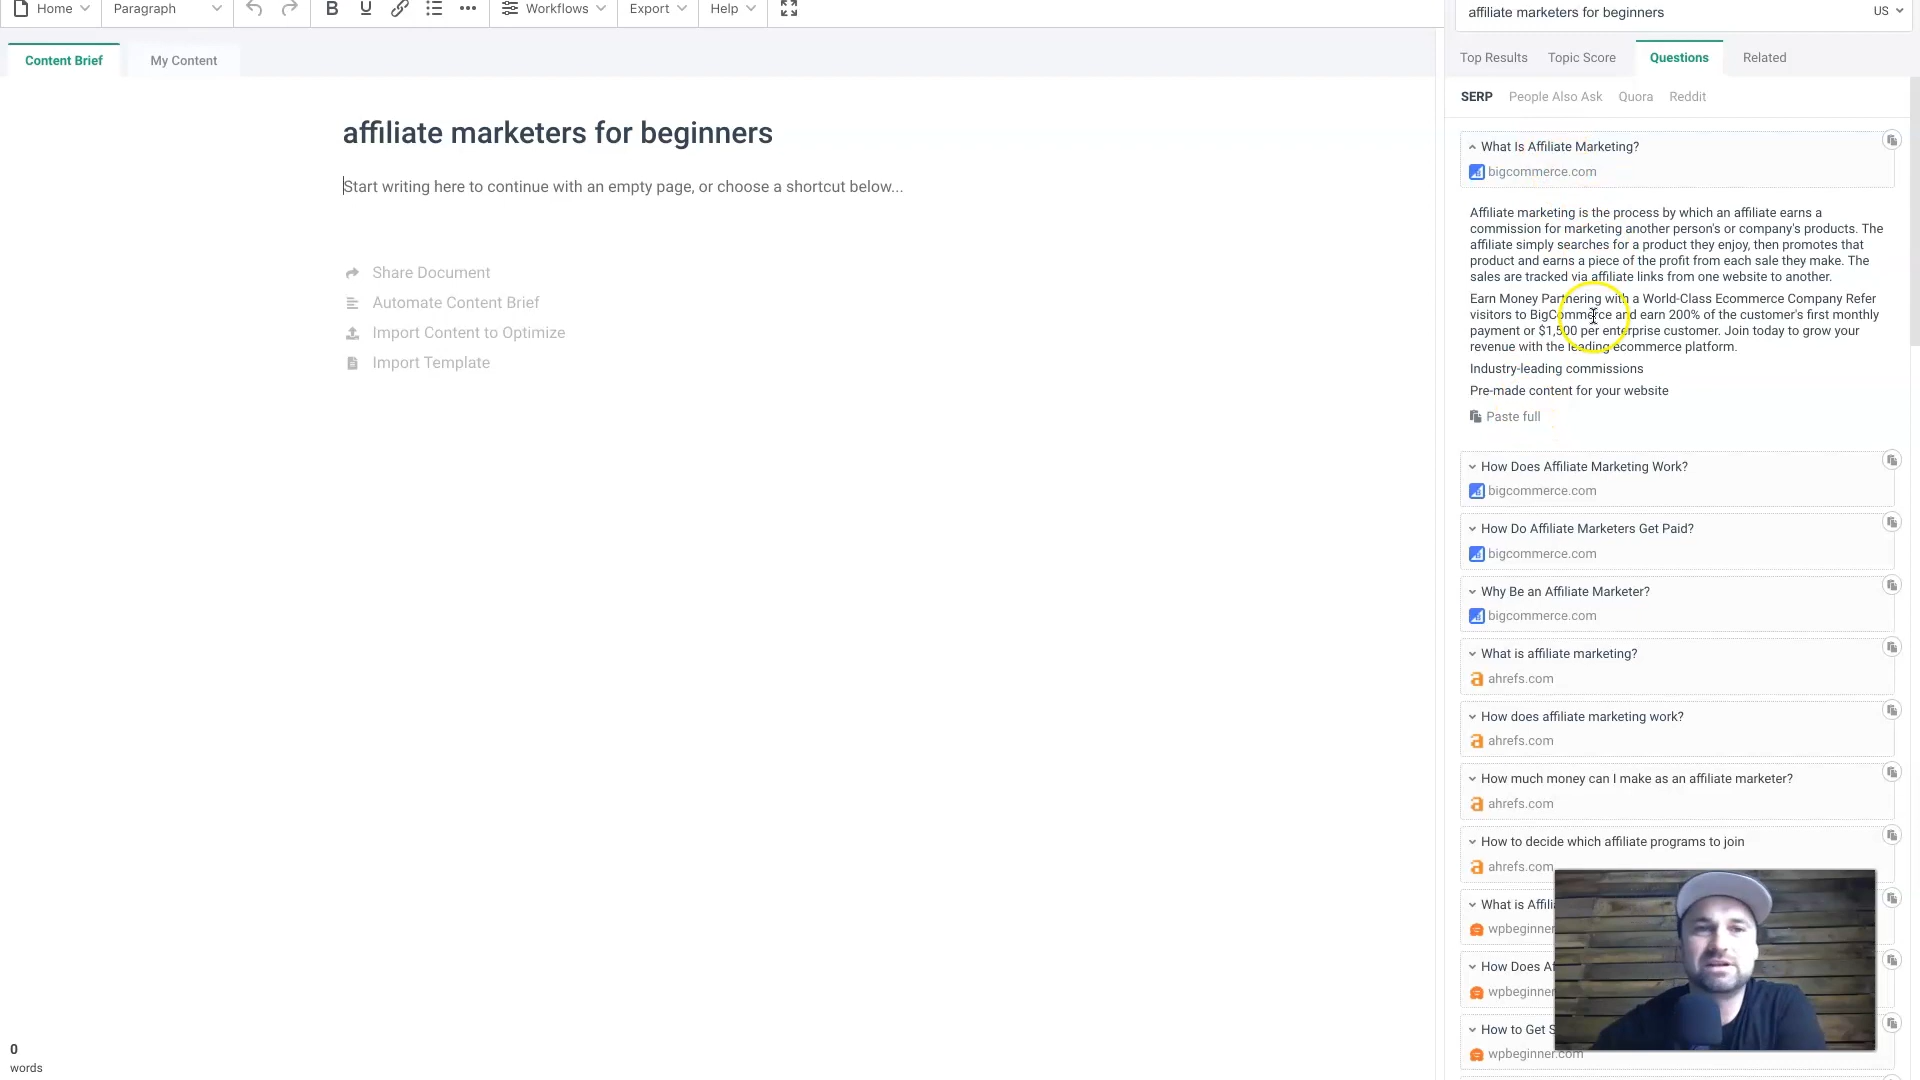 Home
Paragraph
B
U
Workflows
Export
Help
affiliate marketers for beginners
US
Content Brief
My Content
Top Results
Topic Score
Questions
Related
SERP
People Also Ask
Quora
Reddit
affiliate marketers for beginners
Start writing here to continue with an empty page, or choose a shortcut below...
Share Document
Automate Content Brief
Import Content to Optimize
Import Template
What Is Affiliate Marketing?
bigcommerce.com
Affiliate marketing is the process by which an affiliate earns a
commission for marketing another person's or company's products. The
affiliate simply searches for a product they enjoy, then promotes that
product and earns a piece of the profit from each sale they make. The
sales are tracked via affiliate links from one website to another.
Earn Money Partnering with a World-Class Ecommerce Company Refer
visitors to BigCommerce and earn 200% of the customer's first monthly
payment or $1,500 per enterprise customer. Join today to grow your
revenue with the leading ecommerce platform.
Industry-leading commissions
Pre-made content for your website
Paste full
How Does Affiliate Marketing Work?
bigcommerce.com
How Do Affiliate Marketers Get Paid?
bigcommerce.com
Why Be an Affiliate Marketer?
bigcommerce.com
What is affiliate marketing?
ahrefs.com
How does affiliate marketing work?
ahrefs.com
How much money can I make as an affiliate marketer?
ahrefs.com
How to decide which affiliate programs to join
ahrefs.com
What is Affili
wpbeginner
How Does Af
wpbeginner
How to Get S
wpbeginner.com
0
words